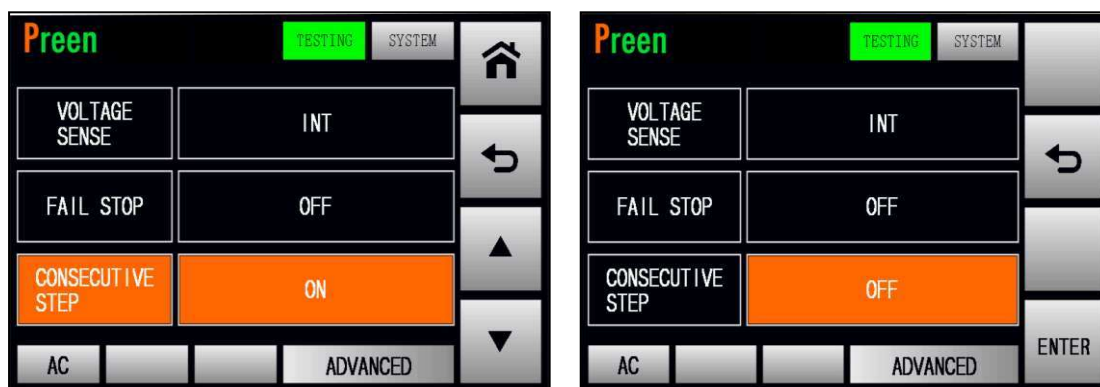 Preen
TESTING
SYSTEM
VOLTAGE
SENSE
INT
FAIL STOP
OFF
CONSECUTIVE
STEP
ON
AC
ADVANCED
Preen
TESTING
SYSTEM
VOLTAGE
SENSE
INT
FAIL STOP
OFF
CONSECUTIVE
STEP
OFF
AC
ADVANCED
ENTER